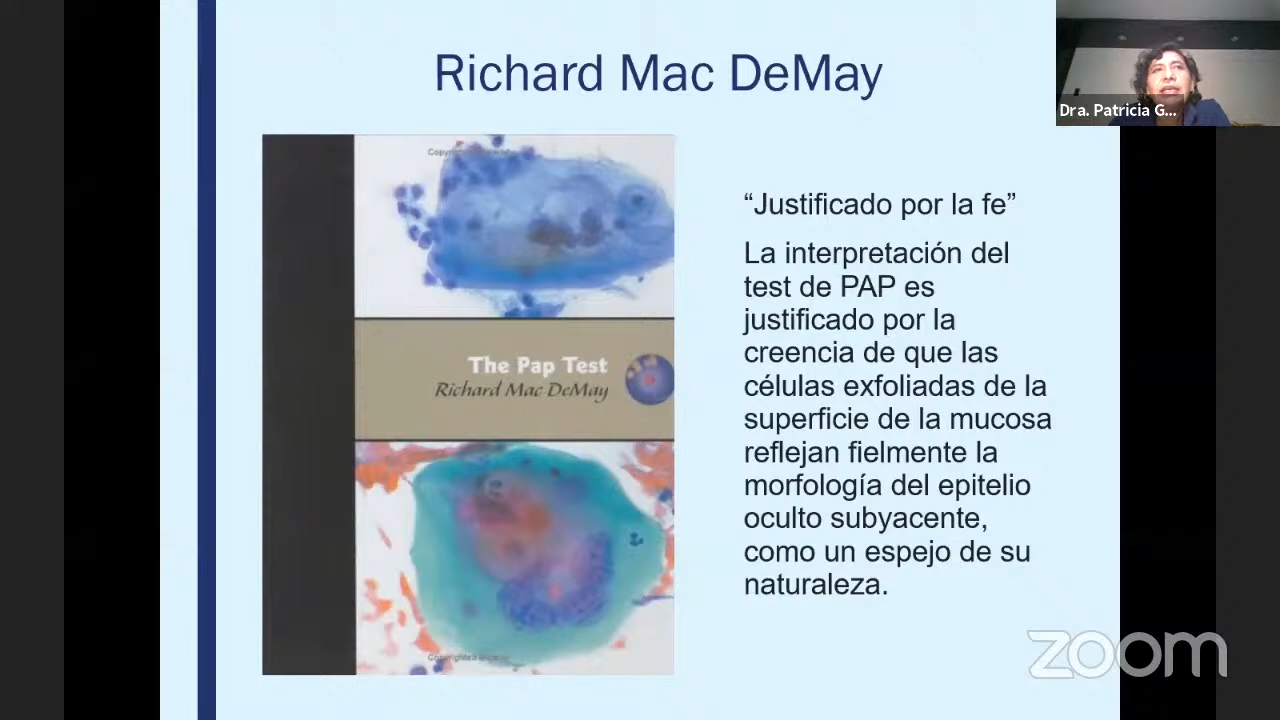 Richard Mac DeMay
Dra. Patricia G...
The Pap Test
Richard Mac DeMay
“Justificado por la fe”
La interpretación del
test de PAP es
justificado por la
creencia de que las
células exfoliadas de la
superficie de la mucosa
reflejan fielmente la
morfología del epitelio
oculto subyacente,
como un espejo de su
naturaleza.
zoom